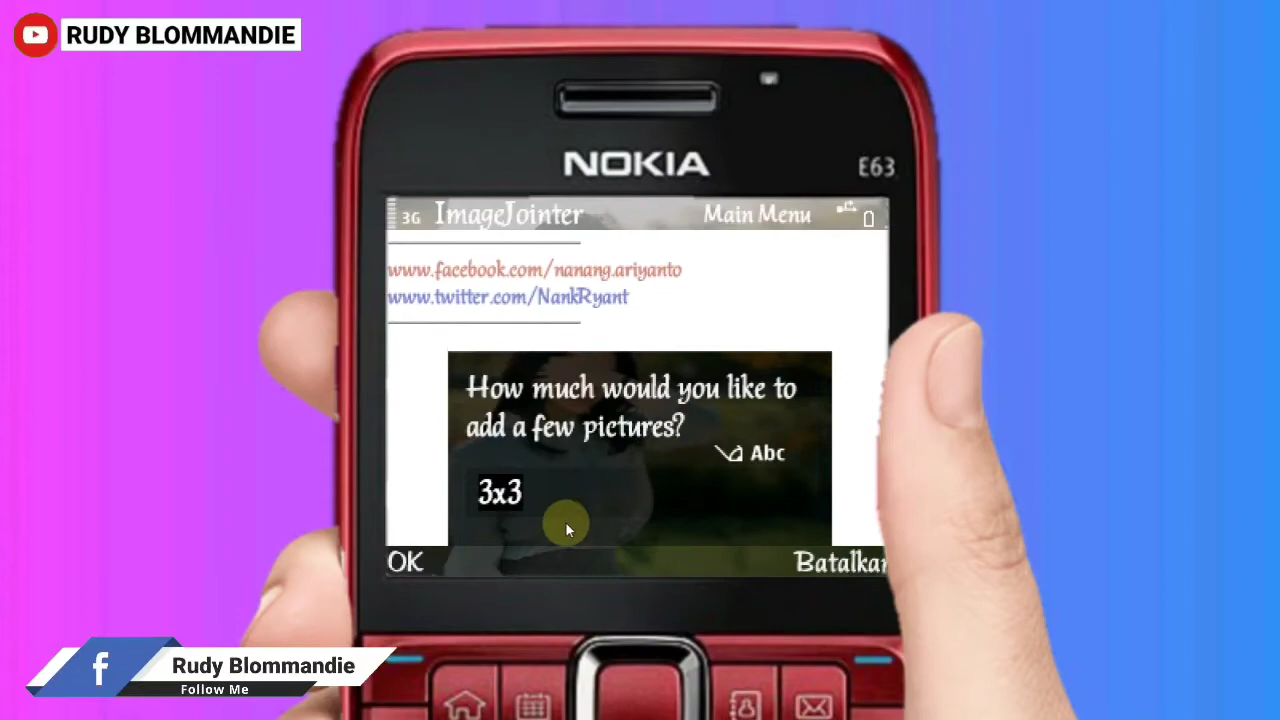 RUDY BLOMMANDIE
NOKIA
E63
3G ImageJointer Main Menu
www.facebook.com/nanang.ariyanto
www.twitter.com/NankRyant
How much would you like to
add a few pictures?
Abc
3x3
OK Batalkan
f Rudy Blommandie
Follow Me